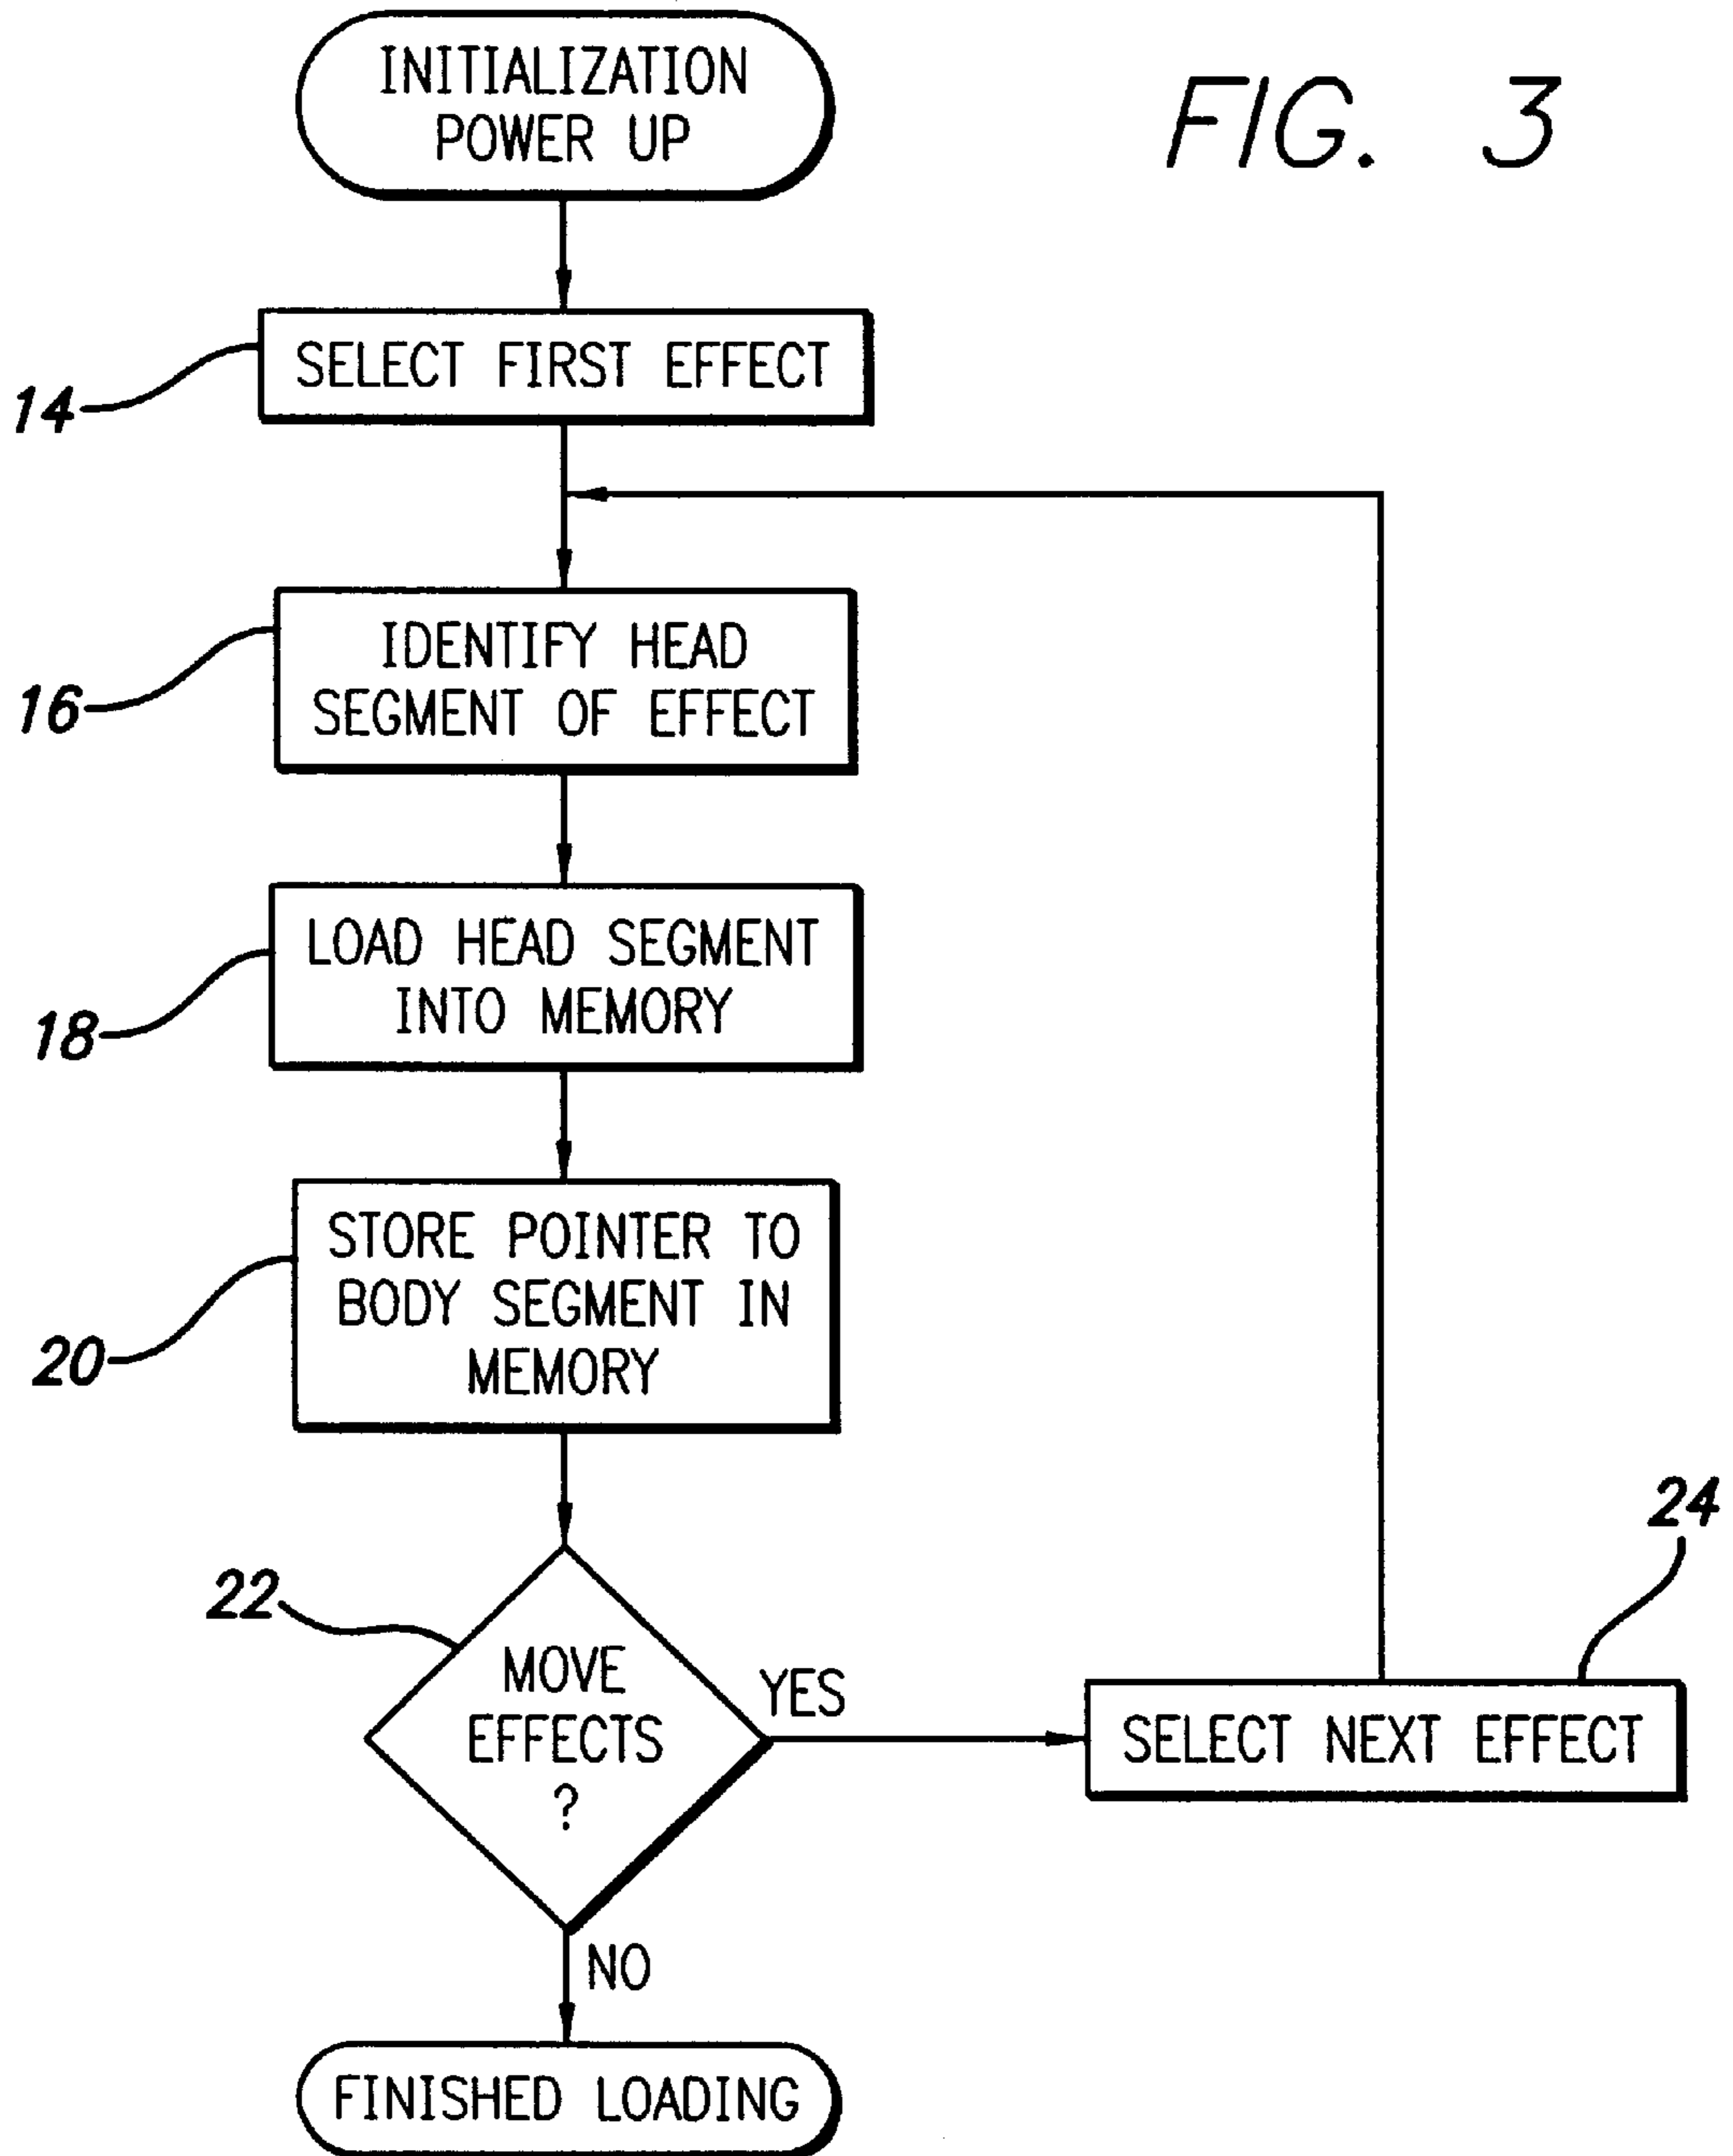 INITIALIZATION
POWER UP
FIG. 3
SELECT FIRST EFFECT
14
IDENTIFY HEAD
SEGMENT OF EFFECT
16
LOAD HEAD SEGMENT
INTO MEMORY
18
STORE POINTER TO
BODY SEGMENT IN
MEMORY
20
22
MOVE
EFFECTS
?
YES
24
SELECT NEXT EFFECT
NO
FINISHED LOADING